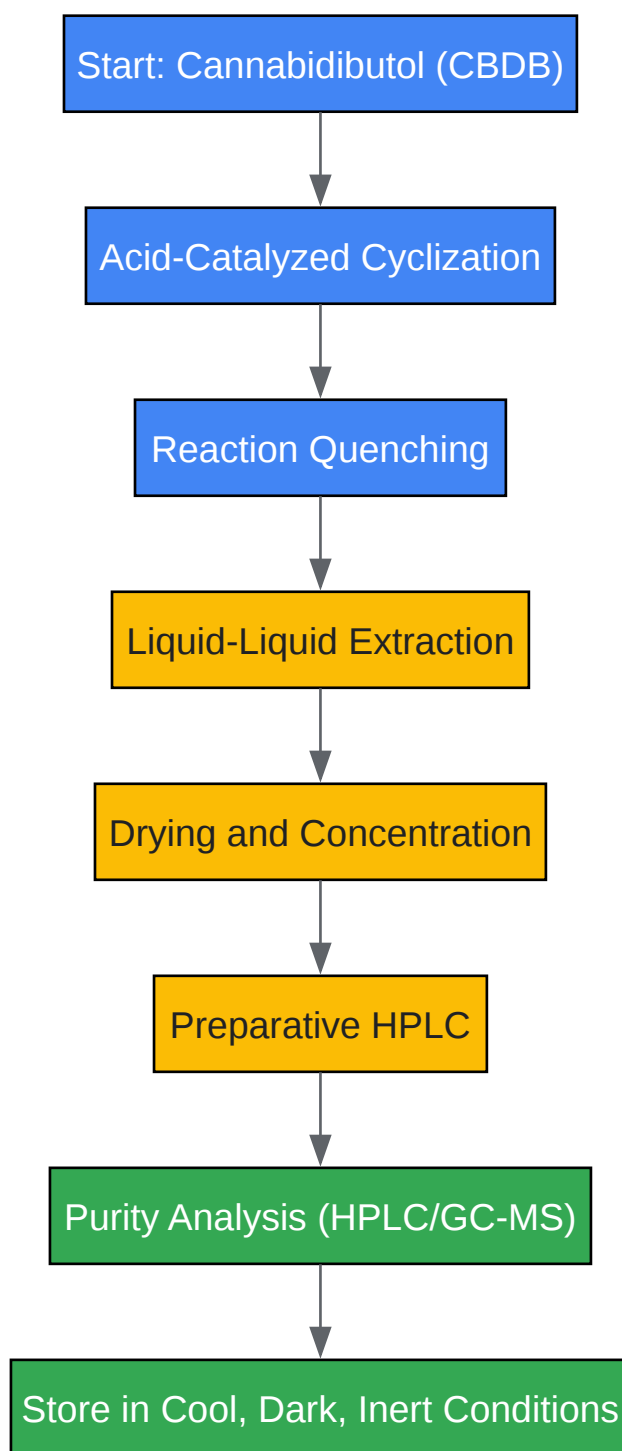 Start: Cannabidibutol (CBDB)
Acid-Catalyzed Cyclization
Reaction Quenching
Liquid-Liquid Extraction
Drying and Concentration
Preparative HPLC
Purity Analysis (HPLC/GC-MS)
Store in Cool, Dark, Inert Conditions